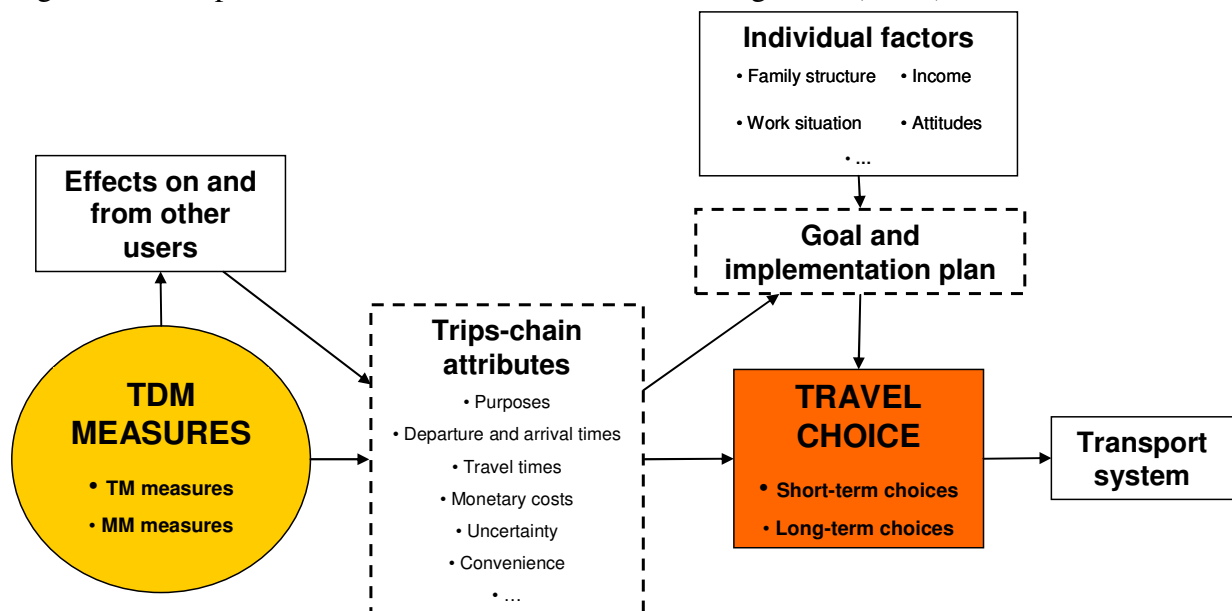 Individual factors
• Family structure • Income
• Work situation • Attitudes
• ...
Effects on and
from other
users
Goal and
implementation plan
Trips-chain
attributes
• Purposes
• Departure and arrival times
• Travel times
• Monetary costs
• Uncertainty
• Convenience
• ...
TDM
MEASURES
• TM measures
• MM measures
TRAVEL
CHOICE
• Short-term choices
• Long-term choices
Transport
system